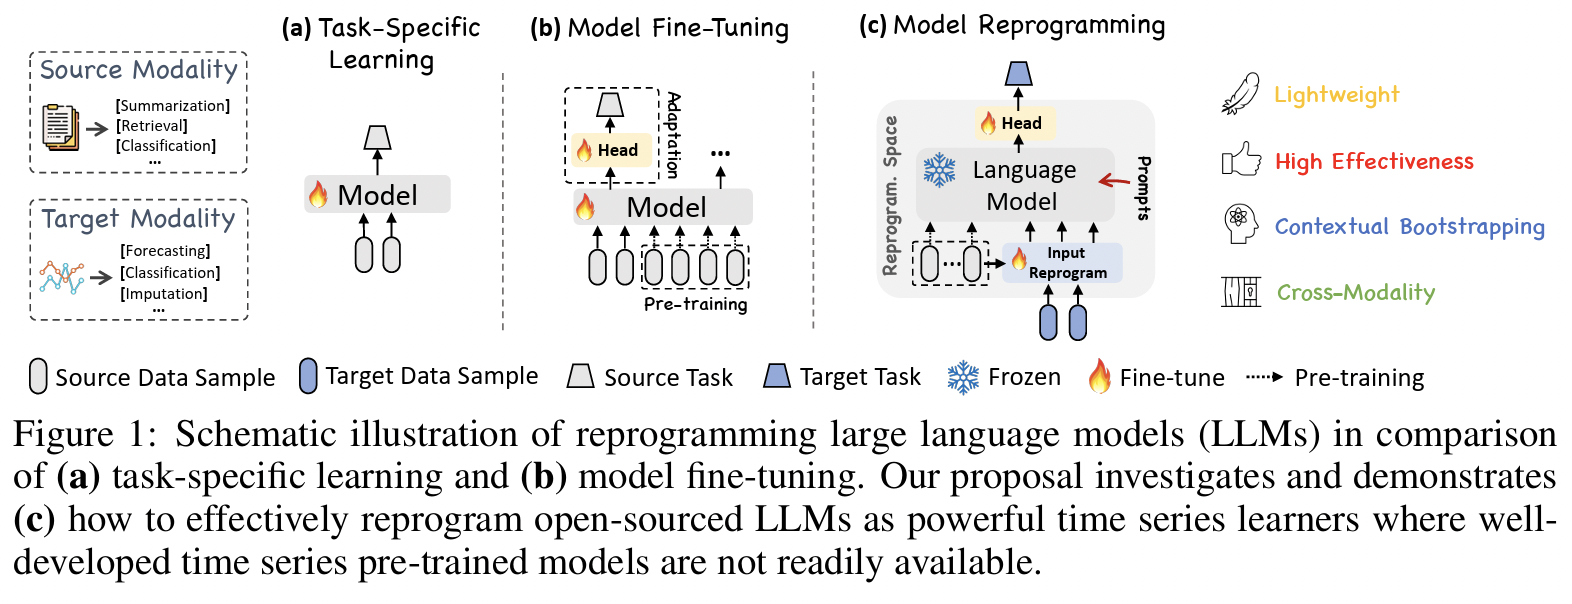 Source Modality
[Summarization]
[Retrieval]
[Classification]
...
Target Modality
[Forecasting]
[Classification]
[Imputation]
...
(a) Task-Specific
Learning
Model
(b) Model Fine-Tuning
Adaptation
Head
...
Model
Pre-training
(c) Model Reprogramming
Reprogram. Space
Head
Language
Model
Prompts
...
Input
Reprogram
Lightweight
High Effectiveness
Contextual Bootstrapping
Cross-Modality
Source Data Sample
Target Data Sample
Source Task
Target Task
Frozen
Fine-tune
Pre-training
Figure 1: Schematic illustration of reprogramming large language models (LLMs) in comparison
of (a) task-specific learning and (b) model fine-tuning. Our proposal investigates and demonstrates
(c) how to effectively reprogram open-sourced LLMs as powerful time series learners where well-
developed time series pre-trained models are not readily available.